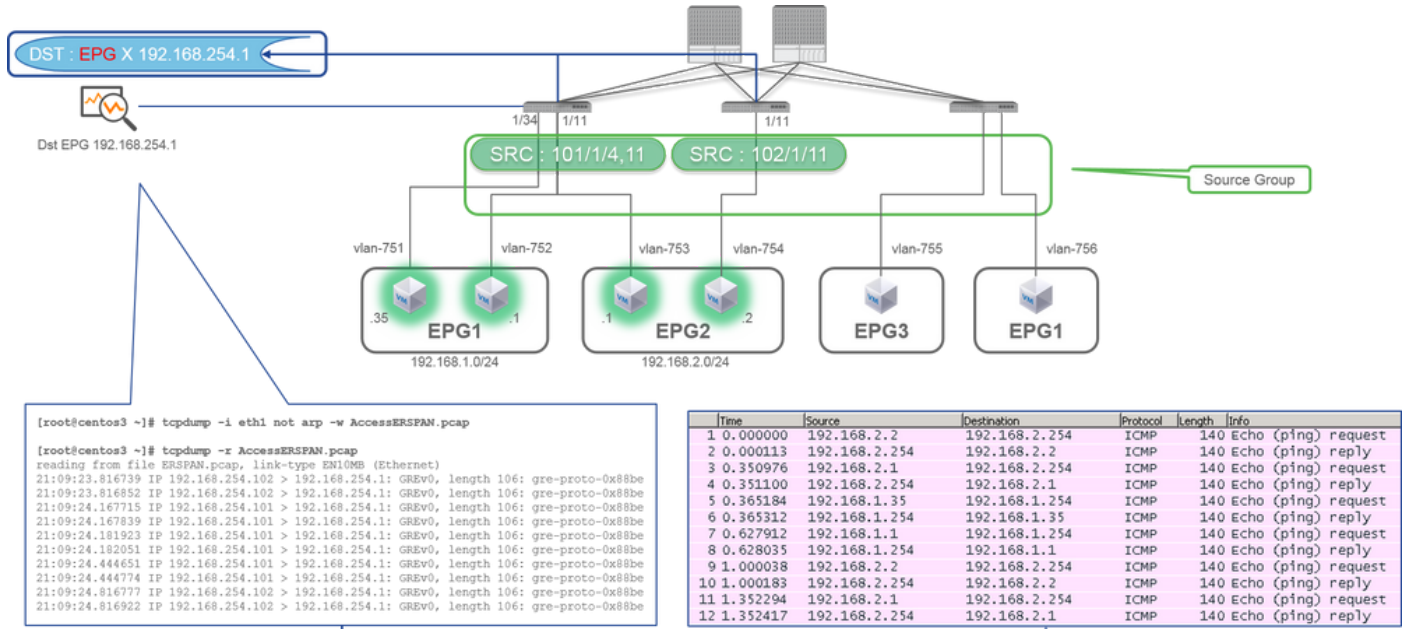 DST : EPG X 192.168.254.1
Dst EPG 192.168.254.1
1/34 1/11 1/11
SRC : 101/1/4,11 SRC : 102/1/11
Source Group
vlan-751 vlan-752 vlan-753 vlan-754 vlan-755 vlan-756
VM VM VM VM VM VM
.35 .1 .1 .2
EPG1 EPG2 EPG3 EPG1
192.168.1.0/24 192.168.2.0/24
[root@centos3 ~]# tcpdump -i eth1 not arp -w AccessERSPAN.pcap
[root@centos3 ~]# tcpdump -r AccessERSPAN.pcap
reading from file ERSPAN.pcap, link-type EN10MB (Ethernet)
21:09:23.816739 IP 192.168.254.102 > 192.168.254.1: GREv0, length 106: gre-proto-0x88be
21:09:23.816852 IP 192.168.254.102 > 192.168.254.1: GREv0, length 106: gre-proto-0x88be
21:09:24.167715 IP 192.168.254.101 > 192.168.254.1: GREv0, length 106: gre-proto-0x88be
21:09:24.167839 IP 192.168.254.101 > 192.168.254.1: GREv0, length 106: gre-proto-0x88be
21:09:24.181923 IP 192.168.254.101 > 192.168.254.1: GREv0, length 106: gre-proto-0x88be
21:09:24.182051 IP 192.168.254.101 > 192.168.254.1: GREv0, length 106: gre-proto-0x88be
21:09:24.444651 IP 192.168.254.101 > 192.168.254.1: GREv0, length 106: gre-proto-0x88be
21:09:24.444774 IP 192.168.254.101 > 192.168.254.1: GREv0, length 106: gre-proto-0x88be
21:09:24.816777 IP 192.168.254.102 > 192.168.254.1: GREv0, length 106: gre-proto-0x88be
21:09:24.816922 IP 192.168.254.102 > 192.168.254.1: GREv0, length 106: gre-proto-0x88be
Time Source Destination Protocol Length Info
1 0.000000 192.168.2.2 192.168.2.254 ICMP 140 Echo (ping) request
2 0.000113 192.168.2.254 192.168.2.2 ICMP 140 Echo (ping) reply
3 0.350976 192.168.2.1 192.168.2.254 ICMP 140 Echo (ping) request
4 0.351100 192.168.2.254 192.168.2.1 ICMP 140 Echo (ping) reply
5 0.365184 192.168.1.35 192.168.1.254 ICMP 140 Echo (ping) request
6 0.365312 192.168.1.254 192.168.1.35 ICMP 140 Echo (ping) reply
7 0.627912 192.168.1.1 192.168.1.254 ICMP 140 Echo (ping) request
8 0.628035 192.168.1.254 192.168.1.1 ICMP 140 Echo (ping) reply
9 1.000038 192.168.2.2 192.168.2.254 ICMP 140 Echo (ping) request
10 1.000183 192.168.2.254 192.168.2.2 ICMP 140 Echo (ping) reply
11 1.352294 192.168.2.1 192.168.2.254 ICMP 140 Echo (ping) request
12 1.352417 192.168.2.254 192.168.2.1 ICMP 140 Echo (ping) reply